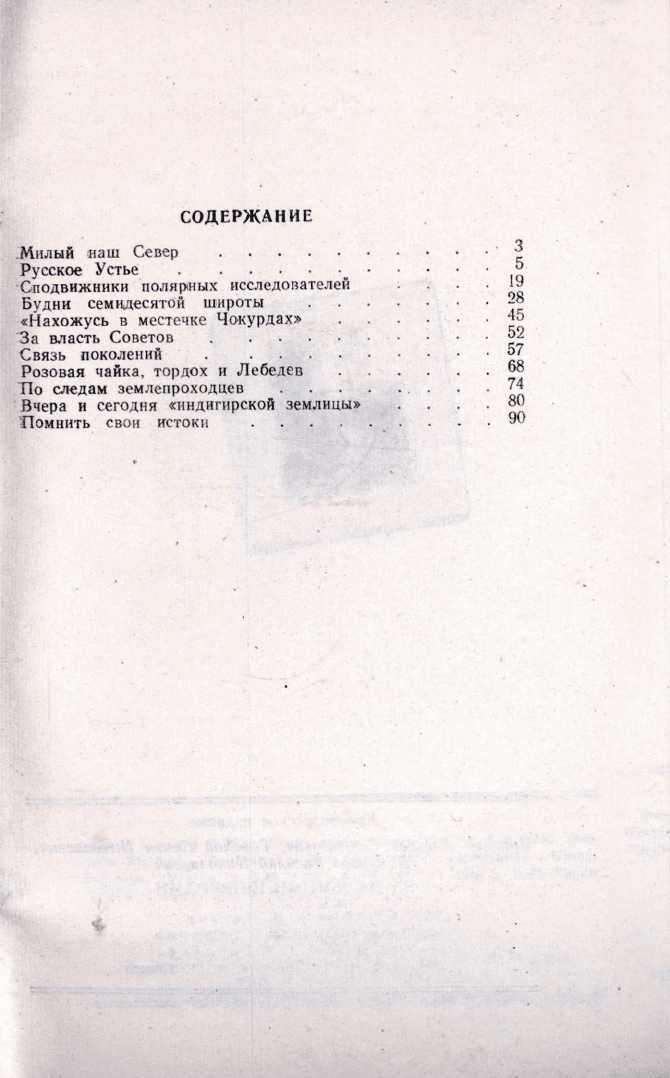 СОДЕРЖАНИЕ
Милый наш Север . . . . . . . . . . 3
Русское Устье . . . . . . . . . . . 5
Сподвижники полярных исследователей . . . . 19
Будни семидесятой широты . . . . . . . 28
«Нахожусь в местечке Чокурдах» . . . . . . 45
За власть Советов . . . . . . . . . . 52
Связь поколений . . . . . . . . . . 57
Розовая чайка, тордох и Лебедев . . . . . . 68
По следам землепроходцев . . . . . . . . 74
Вчера и сегодня «индигирской землицы» . . . . 80
Помнить свои истоки . . . . . . . . . 90